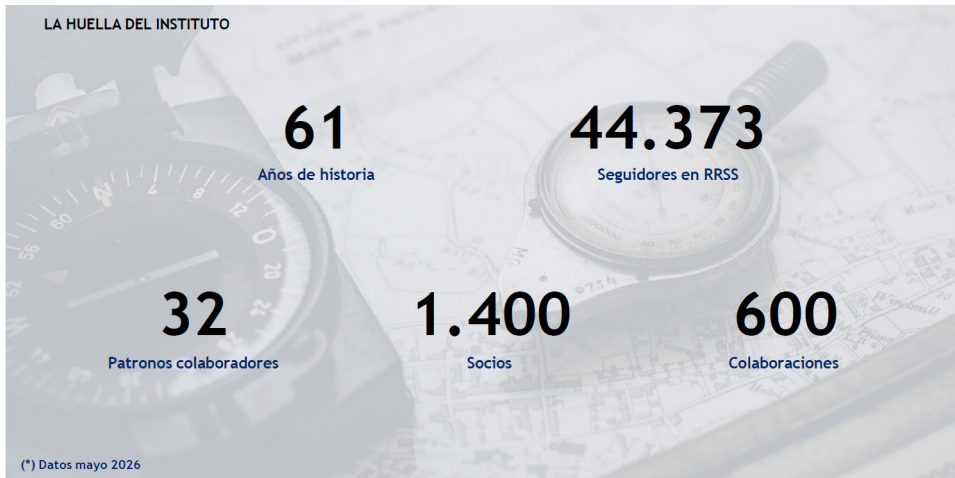 LA HUELLA DEL INSTITUTO
61
44.373
Años de historia
Seguidores en RRSS
32
1.400
600
Patronos colaboradores
Socios
Colaboraciones
(*) Datos mayo 2026